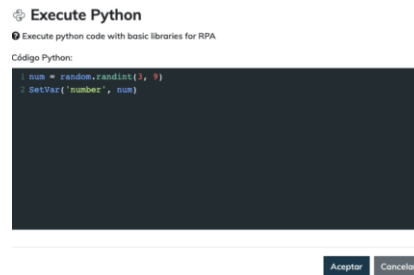 Execute Python
Execute python code with basic libraries for RPA
Código Python:
1 num = random.randint(3, 9)
2 SetVar('number', num)
Aceptar Cancelar